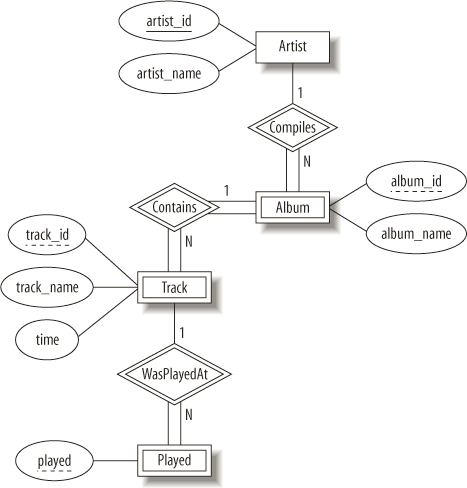 artist_id
Artist
artist_name
1
Compiles
N
album_id
1
Contains
Album
album_name
N
track_id
track_name
Track
time
1
WasPlayedAt
N
played
Played